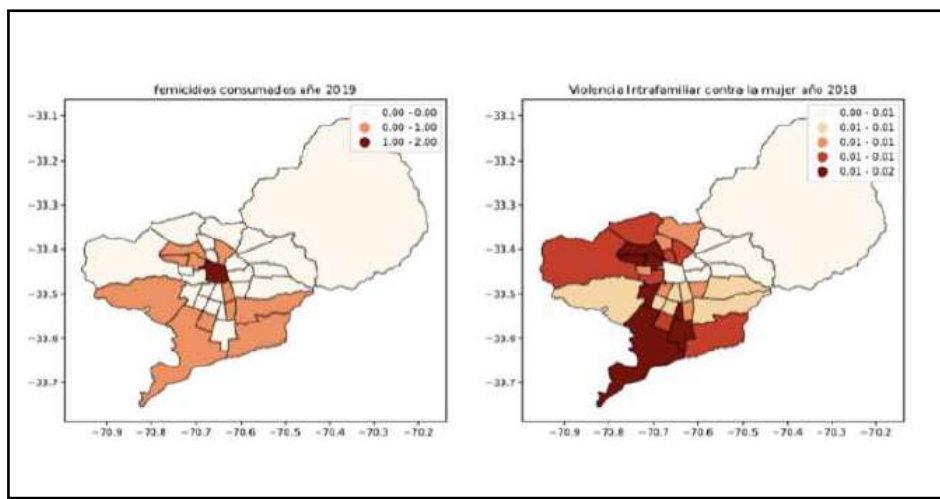 femicidios consumados año 2019
0.00 - 0.00
0.00 - 1.00
1.00 - 2.00
−33.1
−33.2
−33.3
−33.4
−33.5
−33.6
−33.7
−70.9 −70.8 −70.7 −70.6 −70.5 −70.4 −70.3 −70.2
Violencia Intrafamiliar contra la mujer año 2018
0.00 - 0.01
0.01 - 0.01
0.01 - 0.01
0.01 - 0.01
0.01 - 0.02
−33.1
−33.2
−33.3
−33.4
−33.5
−33.6
−33.7
−70.9 −70.8 −70.7 −70.6 −70.5 −70.4 −70.3 −70.2